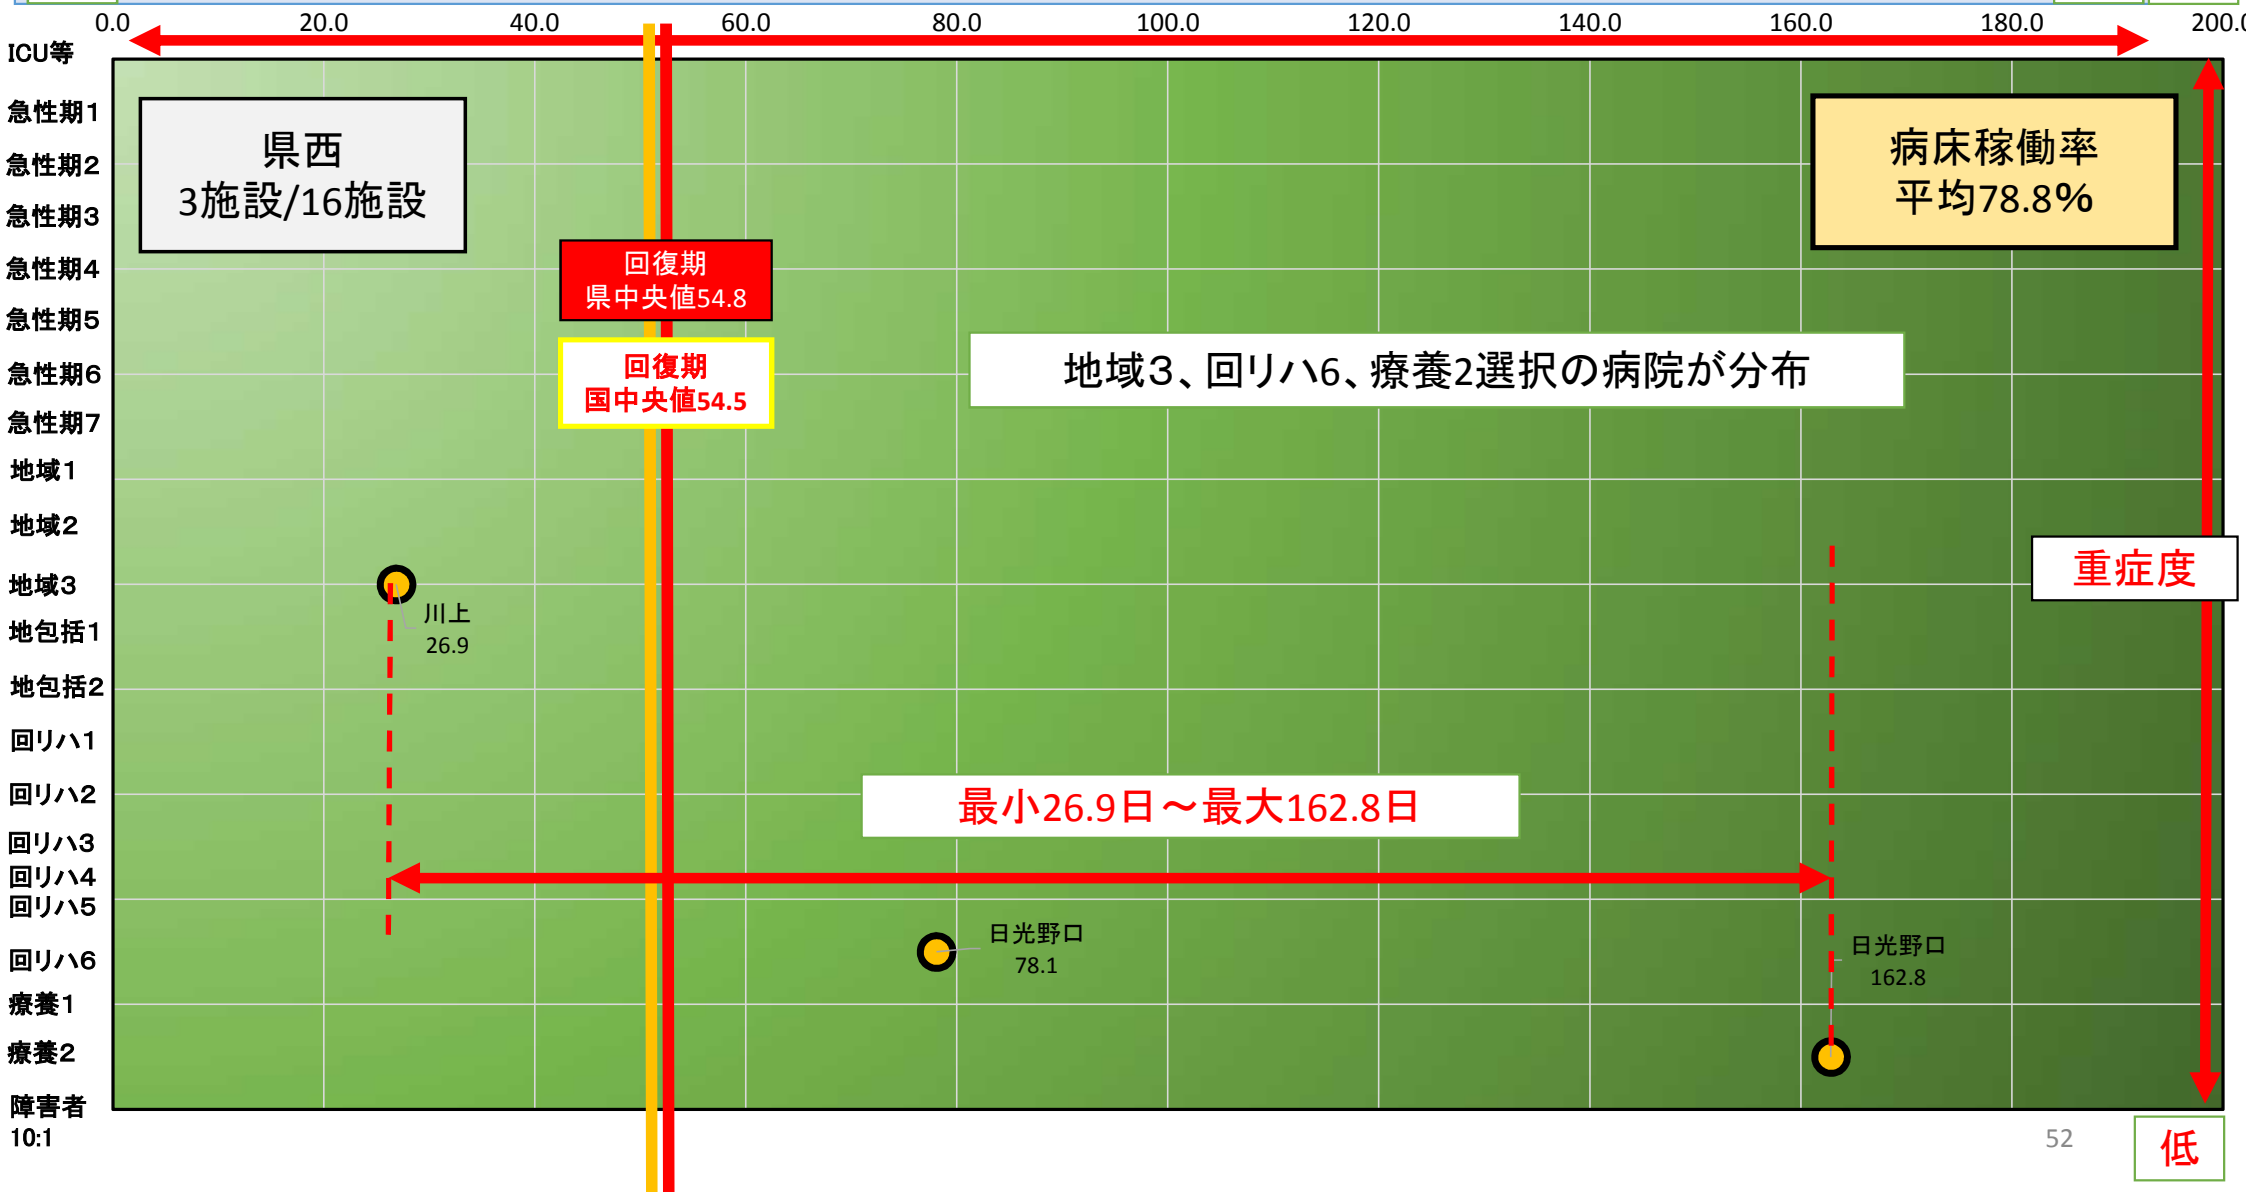 0.0 20.0 40.0 60.0 80.0 100.0 120.0 140.0 160.0 180.0 200.0
ICU等
急性期1
急性期2
急性期3
急性期4
急性期5
急性期6
急性期7
地域1
地域2
地域3
地包括1
地包括2
回リハ1
回リハ2
回リハ3
回リハ4
回リハ5
回リハ6
療養1
療養2
障害者
10:1
県西
3施設/16施設
病床稼働率
平均78.8%
回復期
県中央値54.8
回復期
国中央値54.5
地域3、回リハ6、療養2選択の病院が分布
重症度
川上
26.9
最小26.9日～最大162.8日
日光野口
78.1
日光野口
162.8
52
低